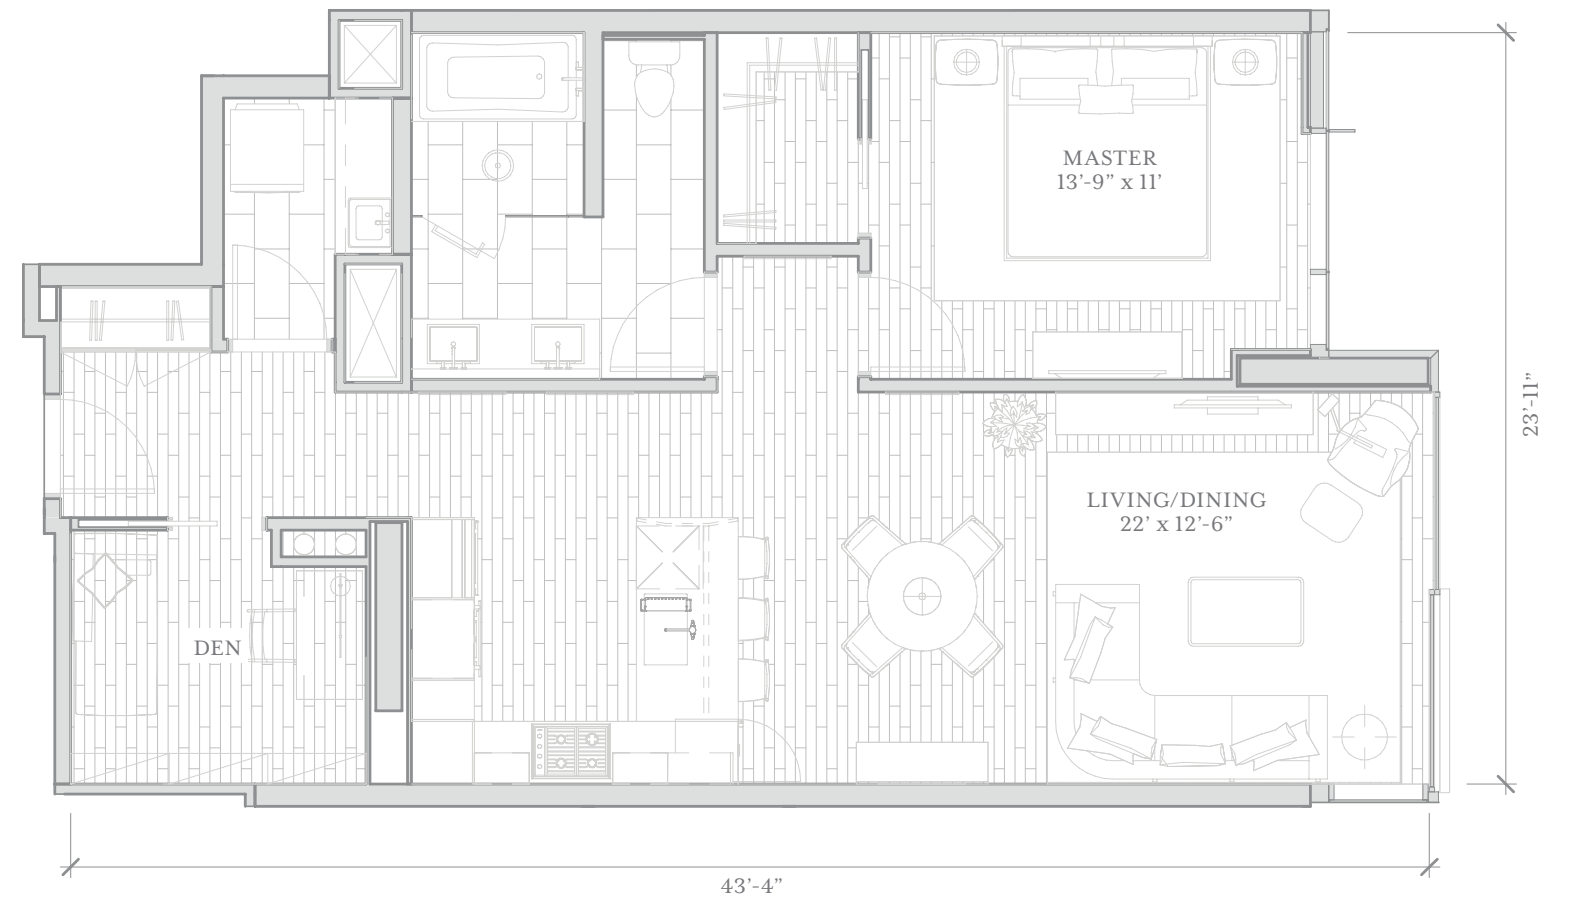 MASTER
13’-9” x 11’
LIVING/DINING
22’ x 12’-6”
DEN
23’-11”
43’-4”